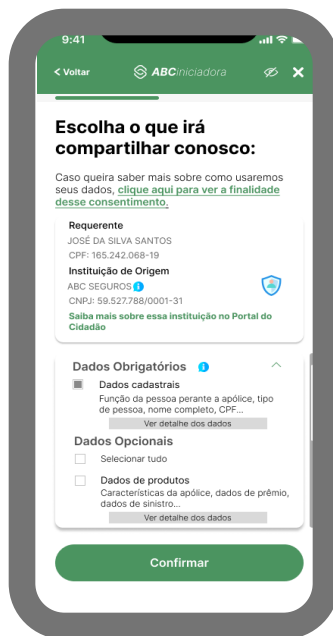 9:41
< Voltar ABCiniciadora
Escolha o que irá
compartilhar conosco:
Caso queira saber mais sobre como usaremos
seus dados, clique aqui para ver a finalidade
desse consentimento.
Requerente
JOSÉ DA SILVA SANTOS
CPF: 165.242.068-19
Instituição de Origem
ABC SEGUROS
CNPJ: 59.527.788/0001-31
Saiba mais sobre essa instituição no Portal do
Cidadão
Dados Obrigatórios
Dados cadastrais
Função da pessoa perante a apólice, tipo
de pessoa, nome completo, CPF...
Ver detalhe dos dados
Dados Opcionais
Selecionar tudo
Dados de produtos
Características da apólice, dados de prêmio,
dados de sinistro...
Ver detalhe dos dados
Confirmar